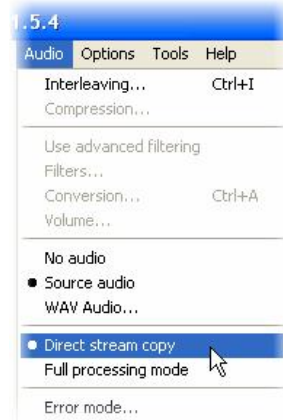 1.5.4
Audio Options Tools Help
Interleaving... Ctrl+I
Compression...
Use advanced filtering
Filters...
Conversion... Ctrl+A
Volume...
No audio
Source audio
WAV Audio...
Direct stream copy
Full processing mode
Error mode...